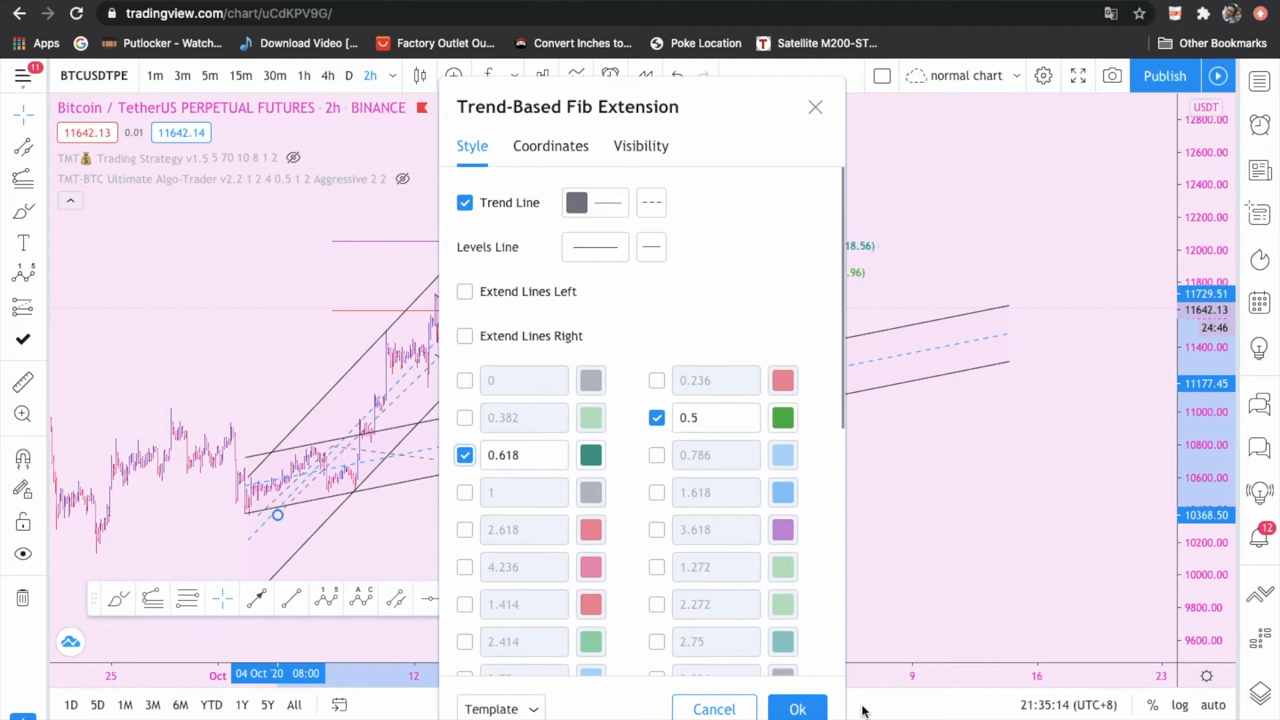 tradingview.com/chart/uCdKPV9G/
Apps
Putlocker - Watch...
Download Video [...
Factory Outlet Ou...
Convert Inches to...
Poke Location
Satellite M200-ST...
Other Bookmarks
11
BTCUSDTPE 1m 3m 5m 15m 30m 1h 4h D 2h
normal chart
Publish
Bitcoin / TetherUS PERPETUAL FUTURES · 2h · BINANCE
11642.13 0.01 11642.14
TMT💰 Trading Strategy v1.5 5 70 10 8 1 2
TMT-BTC Ultimate Algo-Trader v2.2 1 2 4 0.5 1 2 Aggressive 2 2
Trend-Based Fib Extension
Style Coordinates Visibility
Trend Line
Levels Line
Extend Lines Left
Extend Lines Right
0 0.236
0.382 0.5
0.618 0.786
1 1.618
2.618 3.618
4.236 1.272
1.414 2.272
2.414 2.75
Template Cancel Ok
18.56)
.96)
USDT
12800.00
12600.00
12400.00
12200.00
12000.00
11800.00
11729.51
11642.13
24:46
11400.00
11177.45
11000.00
10800.00
10600.00
10368.50
10200.00
10000.00
9800.00
9600.00
12
25 Oct 04 Oct '20 08:00 12 9 16 23
1D 5D 1M 3M 6M YTD 1Y 5Y All
21:35:14 (UTC+8) % log auto